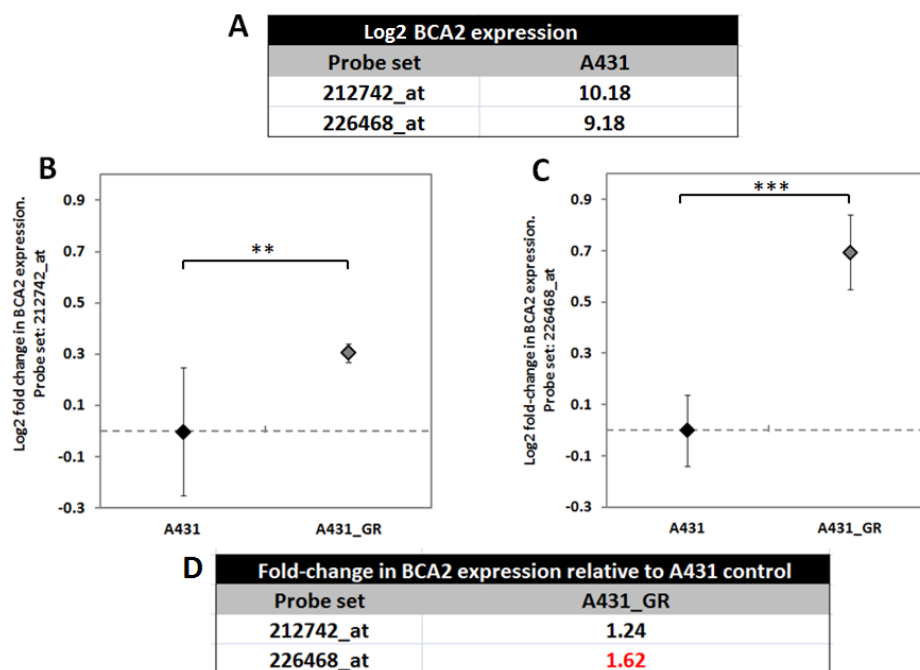 A
Log2 BCA2 expression
Probe set A431
212742_at 10.18
226468_at 9.18
B
Log2 fold change in BCA2 expression.
Probe set: 212742_at
0.9
0.7
0.5
0.3
0.1
-0.1
-0.3
**
A431 A431_GR
C
Log2 fold-change in BCA2 expression.
Probe set: 226468_at
0.9
0.7
0.5
0.3
0.1
-0.1
-0.3
***
A431 A431_GR
D
Fold-change in BCA2 expression relative to A431 control
Probe set A431_GR
212742_at 1.24
226468_at 1.62